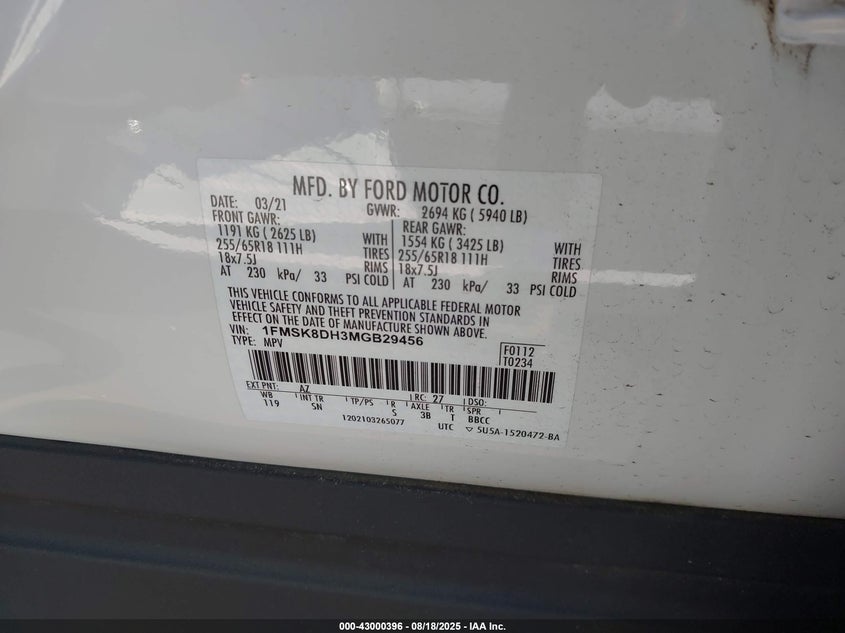 MFD. BY FORD MOTOR CO.
DATE: 03/21 GVWR: 2694 KG ( 5940 LB)
FRONT GAWR: REAR GAWR:
1191 KG ( 2625 LB) WITH 1554 KG ( 3425 LB) WITH
255/65R18 111H TIRES 255/65R18 111H TIRES
18x7.5J RIMS 18x7.5J RIMS
AT 230 kPa/ 33 PSI COLD AT 230 kPa/ 33 PSI COLD
THIS VEHICLE CONFORMS TO ALL APPLICABLE FEDERAL MOTOR
VEHICLE SAFETY AND THEFT PREVENTION STANDARDS IN
EFFECT ON THE DATE OF MANUFACTURE SHOWN ABOVE.
VIN: 1FMSK8DH3MGB29456
TYPE: MPV
F0112
T0234
EXT PNT: AZ RC: 27 DSO:
WB INT TR TP/PS R AXLE TR SPR
119 SN S 3B T BBCC
1202103265077 UTC ▽ 5U5A-1520472-BA
000-43000396 - 08/18/2025 - IAA Inc.